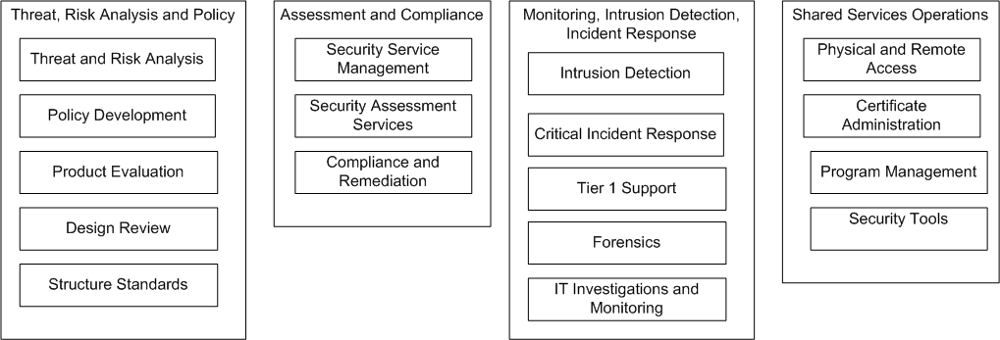 Threat, Risk Analysis and Policy
Threat and Risk Analysis
Policy Development
Product Evaluation
Design Review
Structure Standards
Assessment and Compliance
Security Service
Management
Security Assessment
Services
Compliance and
Remediation
Monitoring, Intrusion Detection,
Incident Response
Intrusion Detection
Critical Incident Response
Tier 1 Support
Forensics
IT Investigations and
Monitoring
Shared Services Operations
Physical and Remote
Access
Certificate
Administration
Program Management
Security Tools